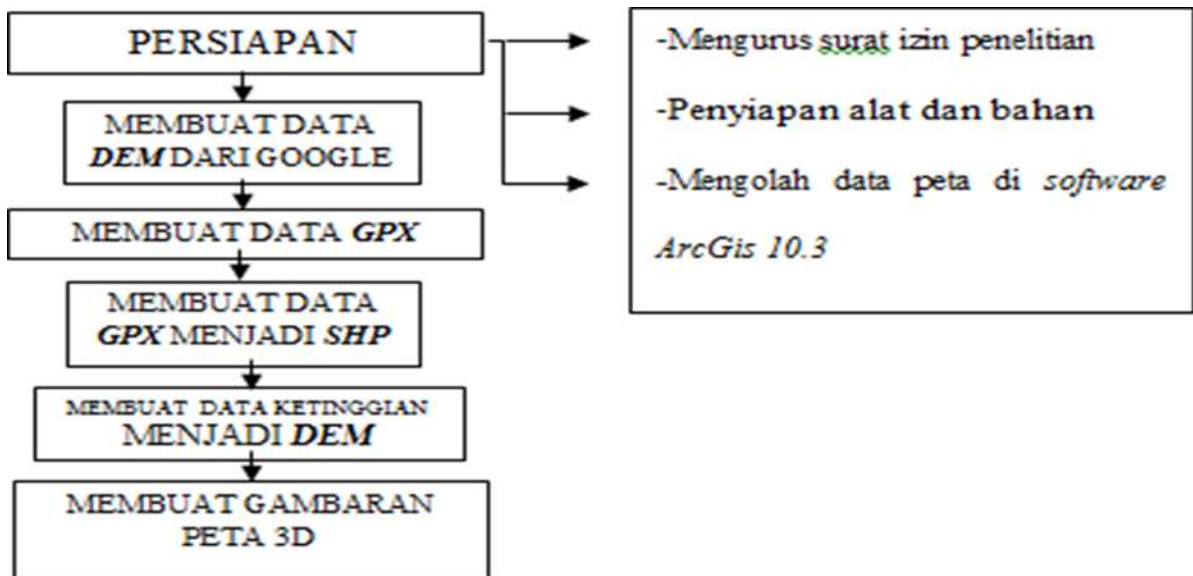 PERSIAPAN
MEMBUAT DATA
DEM DARI GOOGLE
MEMBUAT DATA GPX
MEMBUAT DATA
GPX MENJADI SHP
MEMBUAT DATA KETINGGIAN
MENJADI DEM
MEMBUAT GAMBARAN
PETA 3D
-Mengurus surat izin penelitian
-Penyiapan alat dan bahan
-Mengolah data peta di software
ArcGis 10.3